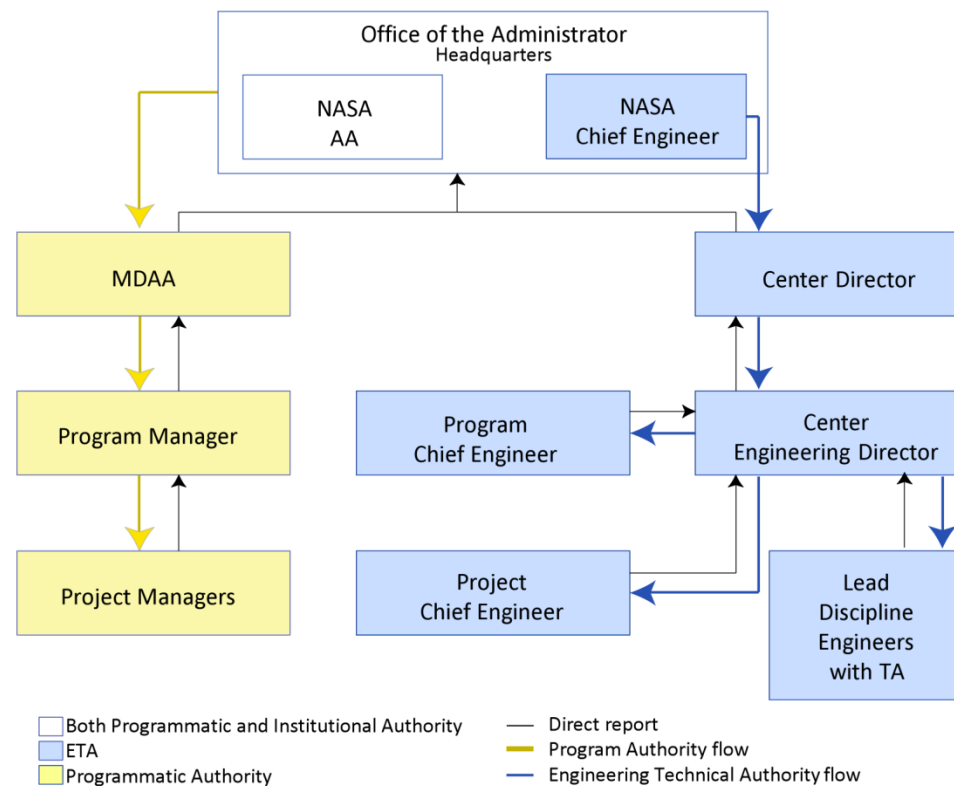 Office of the Administrator
Headquarters
NASA
AA
NASA
Chief Engineer
MDAA
Center Director
Program Manager
Program
Chief Engineer
Center
Engineering Director
Project Managers
Project
Chief Engineer
Lead
Discipline
Engineers
with TA
Both Programmatic and Institutional Authority
ETA
Programmatic Authority
Direct report
Program Authority flow
Engineering Technical Authority flow